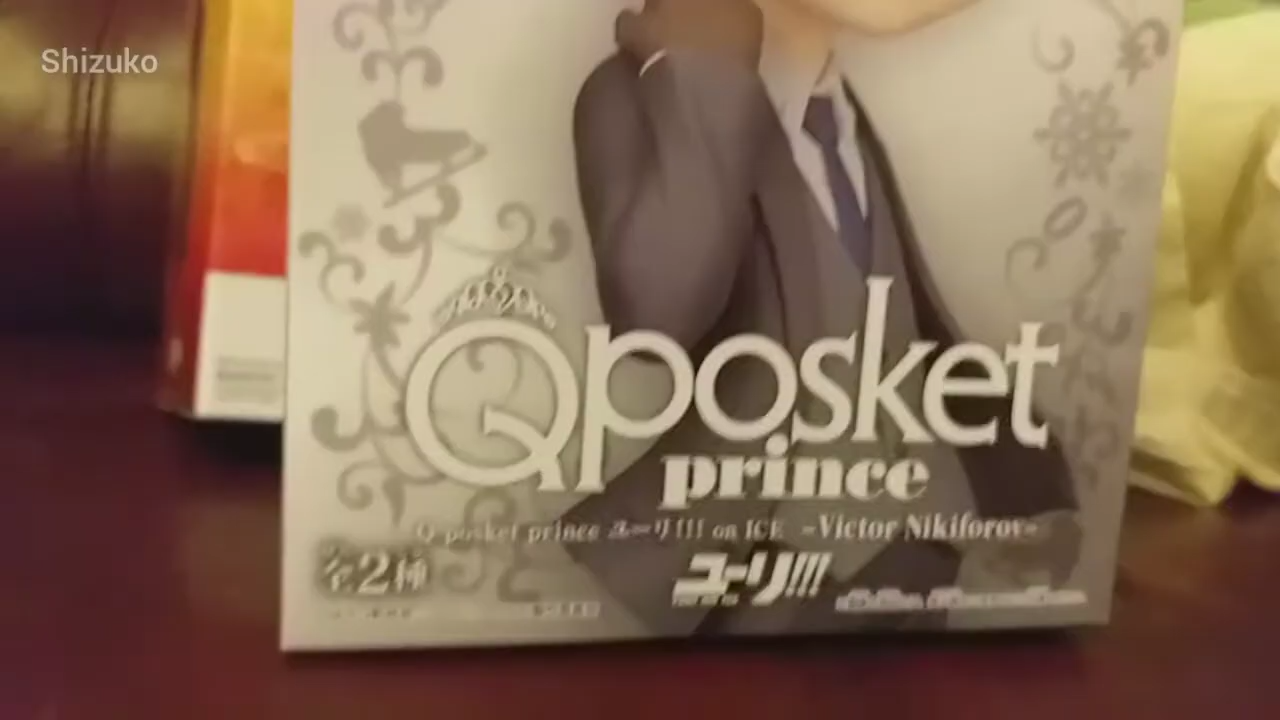 Shizuko
Qposket
prince
Q posket prince ユーリ!!! on ICE ~Victor Nikiforov~
全2種
ユーリ!!!